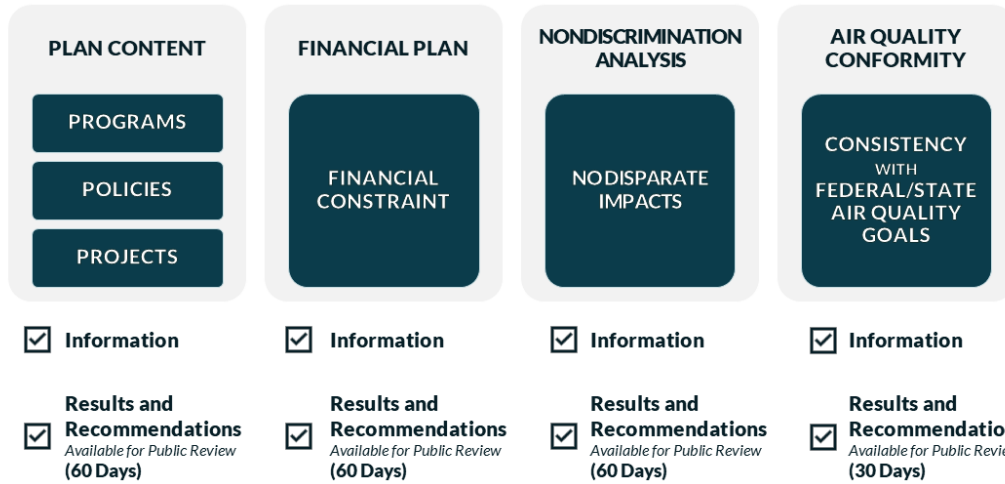 PLAN CONTENT
PROGRAMS
POLICIES
PROJECTS
Information
Results and
Recommendations
Available for Public Review
(60 Days)
FINANCIAL PLAN
FINANCIAL
CONSTRAINT
Information
Results and
Recommendations
Available for Public Review
(60 Days)
NONDISCRIMINATION
ANALYSIS
NO DISPARATE
IMPACTS
Information
Results and
Recommendations
Available for Public Review
(60 Days)
AIR QUALITY
CONFORMITY
CONSISTENCY
WITH
FEDERAL/STATE
AIR QUALITY
GOALS
Information
Results and
Recommendatio
Available for Public Revie
(30 Days)